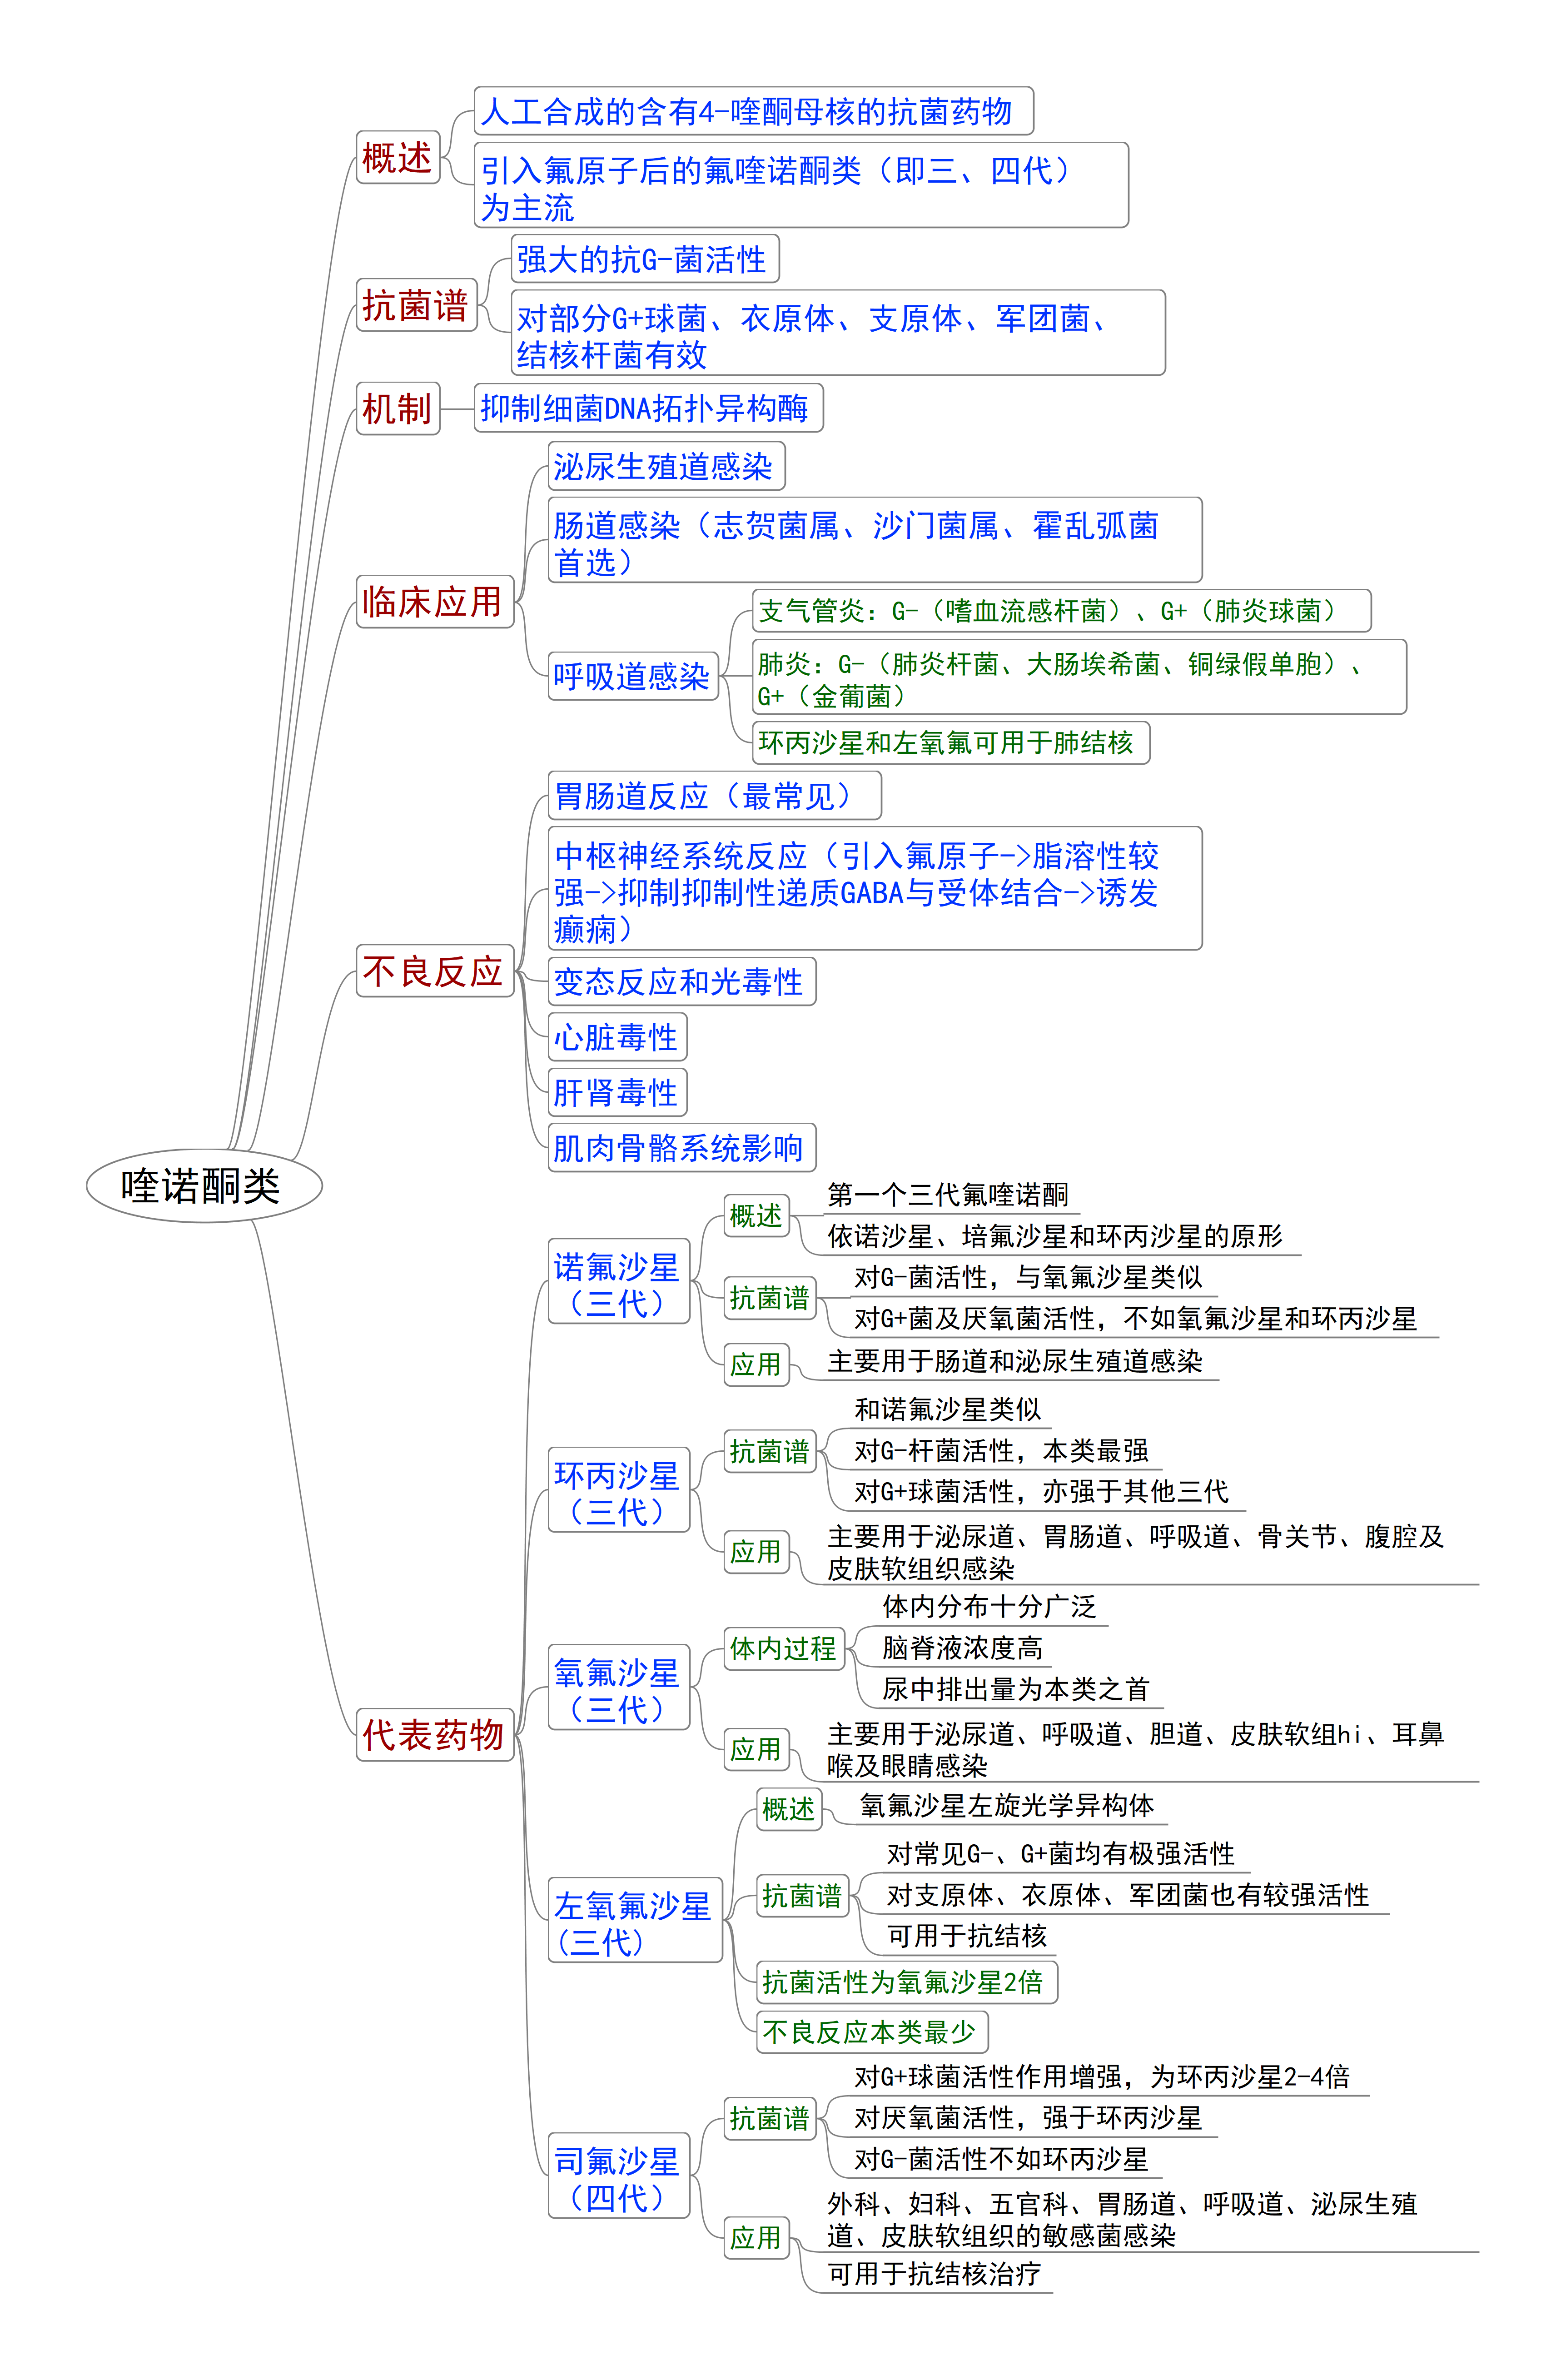 概述
人工合成的含有4-喹酮母核的抗菌药物
引入氟原子后的氟喹诺酮类（即三、四代）
为主流
抗菌谱
强大的抗G-菌活性
对部分G+球菌、衣原体、支原体、军团菌、
结核杆菌有效
机制
抑制细菌DNA拓扑异构酶
临床应用
泌尿生殖道感染
肠道感染（志贺菌属、沙门菌属、霍乱弧菌
首选）
呼吸道感染
支气管炎：G-（嗜血流感杆菌）、G+（肺炎球菌）
肺炎：G-（肺炎杆菌、大肠埃希菌、铜绿假单胞）、
G+（金葡菌）
环丙沙星和左氧氟可用于肺结核
不良反应
胃肠道反应（最常见）
中枢神经系统反应（引入氟原子->脂溶性较
强->抑制抑制性递质GABA与受体结合->诱发
癫痫）
变态反应和光毒性
心脏毒性
肝肾毒性
肌肉骨骼系统影响
喹诺酮类
代表药物
诺氟沙星
（三代）
概述
第一个三代氟喹诺酮
依诺沙星、培氟沙星和环丙沙星的原形
抗菌谱
对G-菌活性，与氧氟沙星类似
对G+菌及厌氧菌活性，不如氧氟沙星和环丙沙星
应用
主要用于肠道和泌尿生殖道感染
环丙沙星
（三代）
抗菌谱
和诺氟沙星类似
对G-杆菌活性，本类最强
对G+球菌活性，亦强于其他三代
应用
主要用于泌尿道、胃肠道、呼吸道、骨关节、腹腔及
皮肤软组织感染
氧氟沙星
（三代）
体内过程
体内分布十分广泛
脑脊液浓度高
尿中排出量为本类之首
应用
主要用于泌尿道、呼吸道、胆道、皮肤软组hi、耳鼻
喉及眼睛感染
左氧氟沙星
(三代)
概述
氧氟沙星左旋光学异构体
抗菌谱
对常见G-、G+菌均有极强活性
对支原体、衣原体、军团菌也有较强活性
可用于抗结核
抗菌活性为氧氟沙星2倍
不良反应本类最少
司氟沙星
（四代）
抗菌谱
对G+球菌活性作用增强，为环丙沙星2-4倍
对厌氧菌活性，强于环丙沙星
对G-菌活性不如环丙沙星
应用
外科、妇科、五官科、胃肠道、呼吸道、泌尿生殖
道、皮肤软组织的敏感菌感染
可用于抗结核治疗